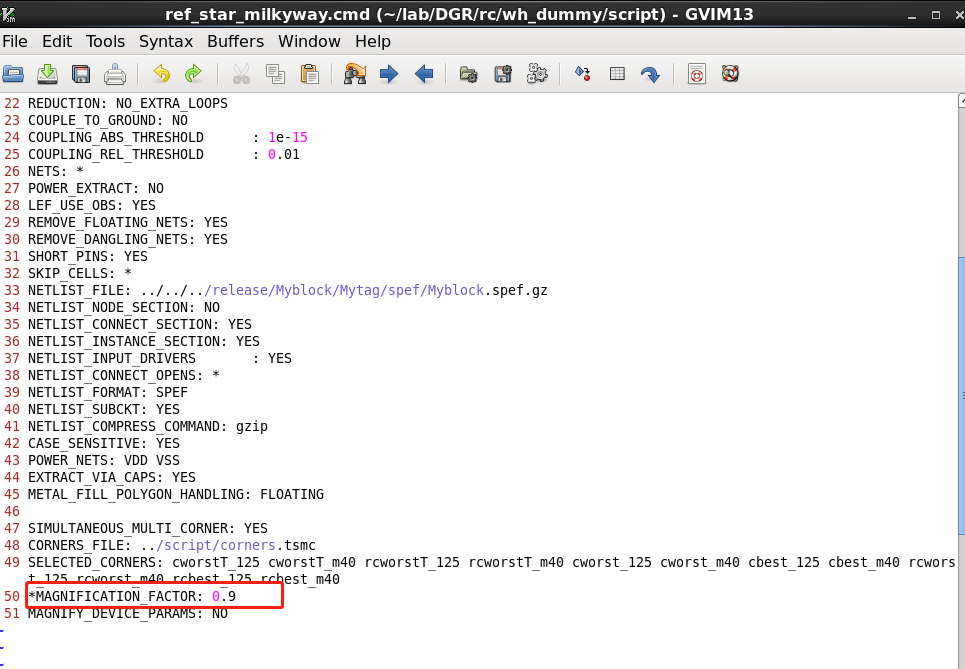 ref_star_milkyway.cmd (~/lab/DGR/rc/wh_dummy/script) - GVIM13
File Edit Tools Syntax Buffers Window Help
22 REDUCTION: NO_EXTRA_LOOPS
23 COUPLE_TO_GROUND: NO
24 COUPLING_ABS_THRESHOLD      : 1e-15
25 COUPLING_REL_THRESHOLD      : 0.01
26 NETS: *
27 POWER_EXTRACT: NO
28 LEF_USE_OBS: YES
29 REMOVE_FLOATING_NETS: YES
30 REMOVE_DANGLING_NETS: YES
31 SHORT_PINS: YES
32 SKIP_CELLS: *
33 NETLIST_FILE: ../../../release/Myblock/Mytag/spef/Myblock.spef.gz
34 NETLIST_NODE_SECTION: NO
35 NETLIST_CONNECT_SECTION: YES
36 NETLIST_INSTANCE_SECTION: YES
37 NETLIST_INPUT_DRIVERS       : YES
38 NETLIST_CONNECT_OPENS: *
39 NETLIST_FORMAT: SPEF
40 NETLIST_SUBCKT: YES
41 NETLIST_COMPRESS_COMMAND: gzip
42 CASE_SENSITIVE: YES
43 POWER_NETS: VDD VSS
44 EXTRACT_VIA_CAPS: YES
45 METAL_FILL_POLYGON_HANDLING: FLOATING
46
47 SIMULTANEOUS_MULTI_CORNER: YES
48 CORNERS_FILE: ../script/corners.tsmc
49 SELECTED_CORNERS: cworstT_125 cworstT_m40 rcworstT_125 rcworstT_m40 cworst_125 cworst_m40 cbest_125 cbest_m40 rcwors
t_125 rcworst_m40 rcbest_125 rcbest_m40
50 *MAGNIFICATION_FACTOR: 0.9
51 MAGNIFY_DEVICE_PARAMS: NO
~
~
~